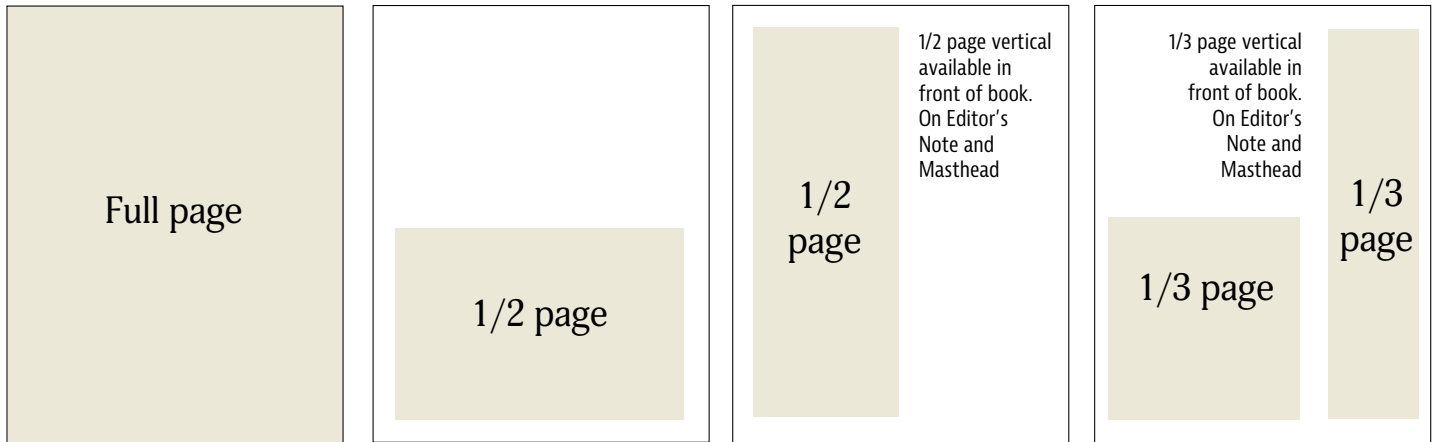 Full page
1/2 page
1/2
page
1/2 page vertical
available in
front of book.
On Editor's
Note and
Masthead
1/3 page vertical
available in
front of book.
On Editor's
Note and
Masthead
1/3 page
1/3
page